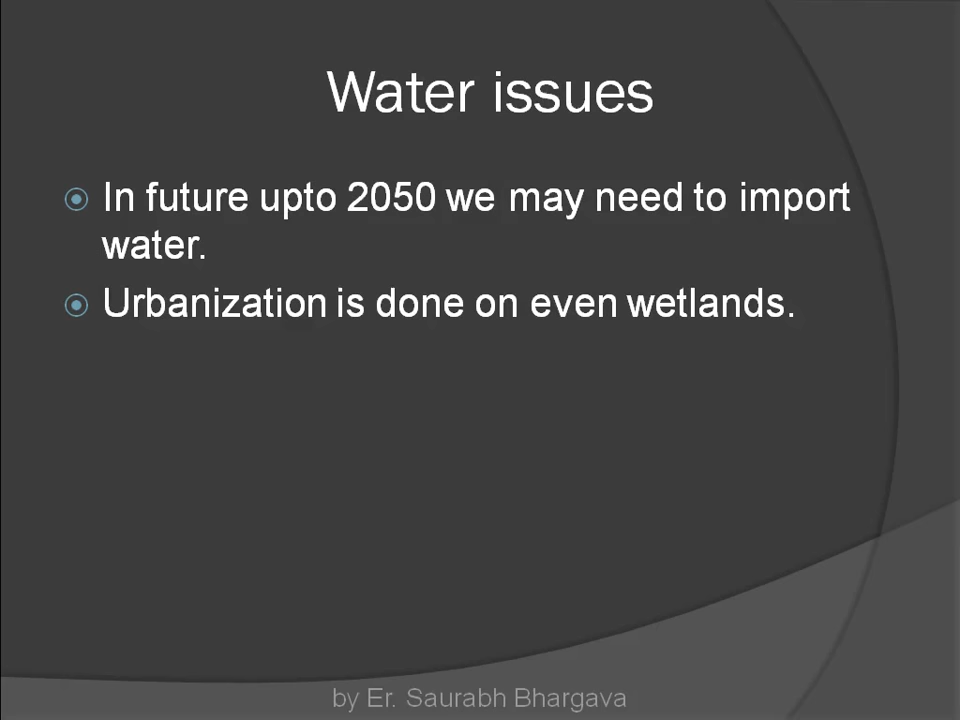 Water issues
In future upto 2050 we may need to import
water.
Urbanization is done on even wetlands.
by Er. Saurabh Bhargava